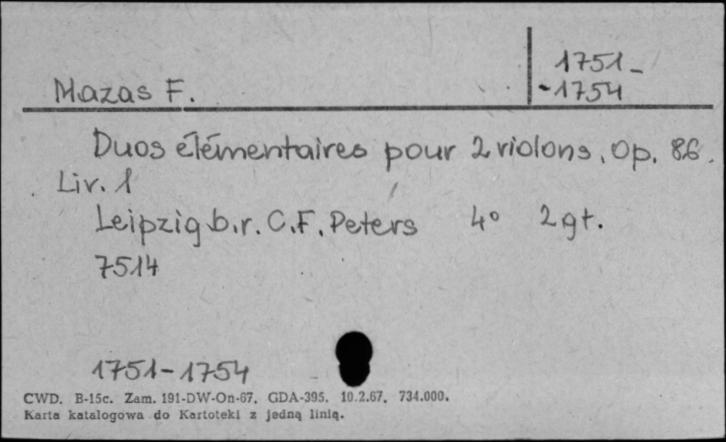 1751-
Mazas F. -1754
Duos élémentaires pour 2 violons, Op. 86.
Liv. 1
Leipzig b.r. C.F. Peters 4° 2 gt.
7514
1751-1754
CWD. B-15c. Zam. 191-DW-On-67. GDA-395. 10.2.67. 734.000.
Karta katalogowa do Kartoteki z jedną linią.